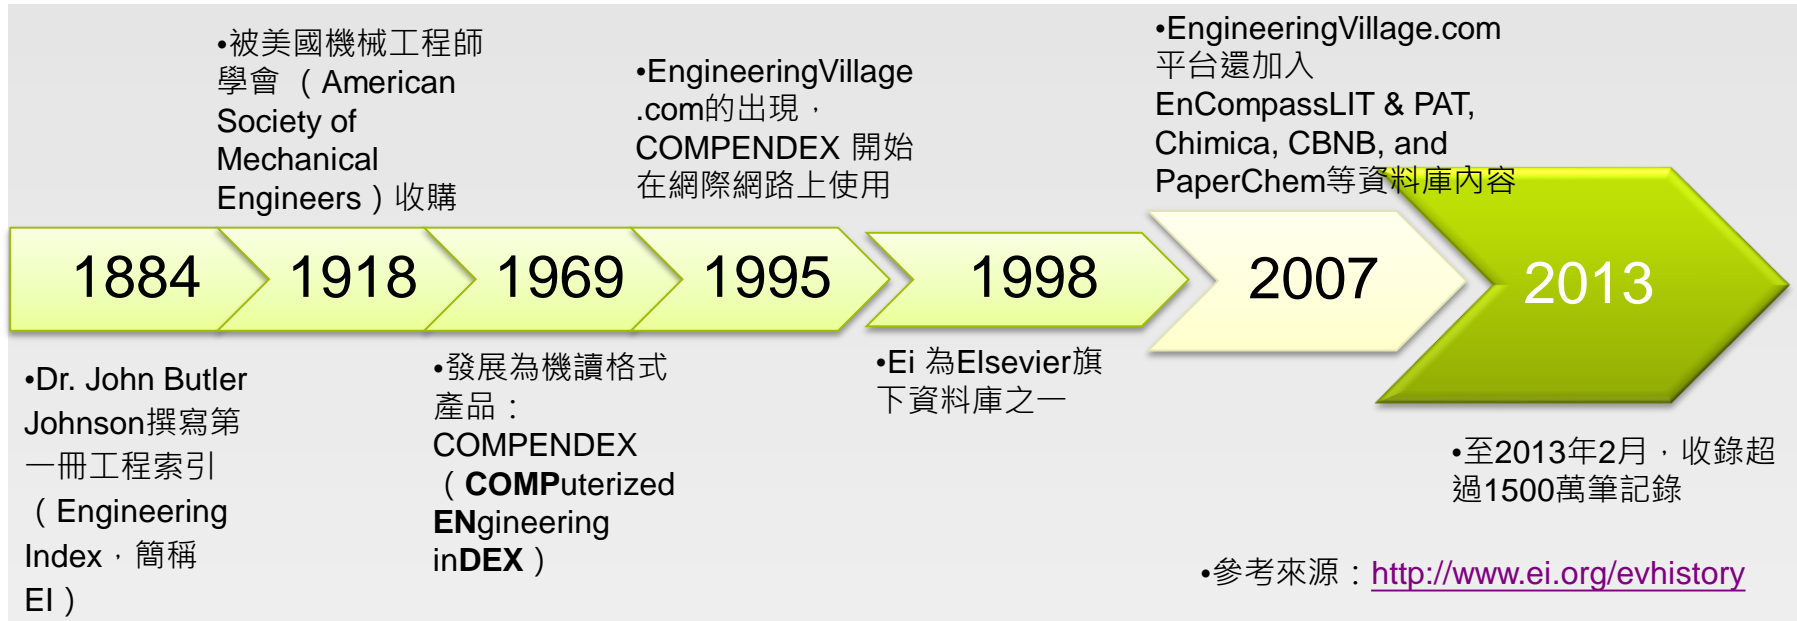 •被美國機械工程師
學會 （American
Society of
Mechanical
Engineers）收購
•EngineeringVillage
.com的出現，
COMPENDEX 開始
在網際網路上使用
•EngineeringVillage.com
平台還加入
EnCompassLIT & PAT,
Chimica, CBNB, and
PaperChem等資料庫內容
1884
1918
1969
1995
1998
2007
2013
•Dr. John Butler
Johnson撰寫第
一冊工程索引
（Engineering
Index，簡稱
EI）
•發展為機讀格式
產品：
COMPENDEX
（COMPuterized
ENgineering
inDEX）
•Ei 為Elsevier旗
下資料庫之一
•至2013年2月，收錄超
過1500萬筆記錄
•參考來源：http://www.ei.org/evhistory